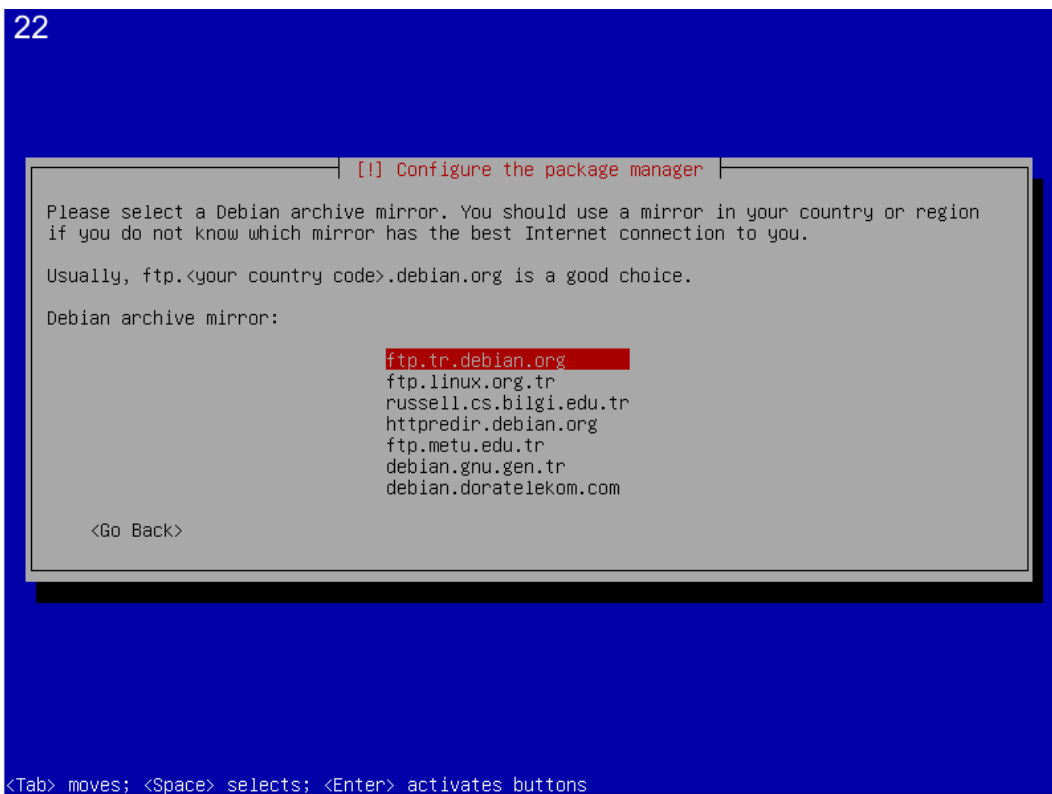 22
[!] Configure the package manager
Please select a Debian archive mirror. You should use a mirror in your country or region
if you do not know which mirror has the best Internet connection to you.
Usually, ftp.<your country code>.debian.org is a good choice.
Debian archive mirror:
ftp.tr.debian.org
ftp.linux.org.tr
russell.cs.bilgi.edu.tr
httpredir.debian.org
ftp.metu.edu.tr
debian.gnu.gen.tr
debian.doratelekom.com
<Go Back>
<Tab> moves; <Space> selects; <Enter> activates buttons